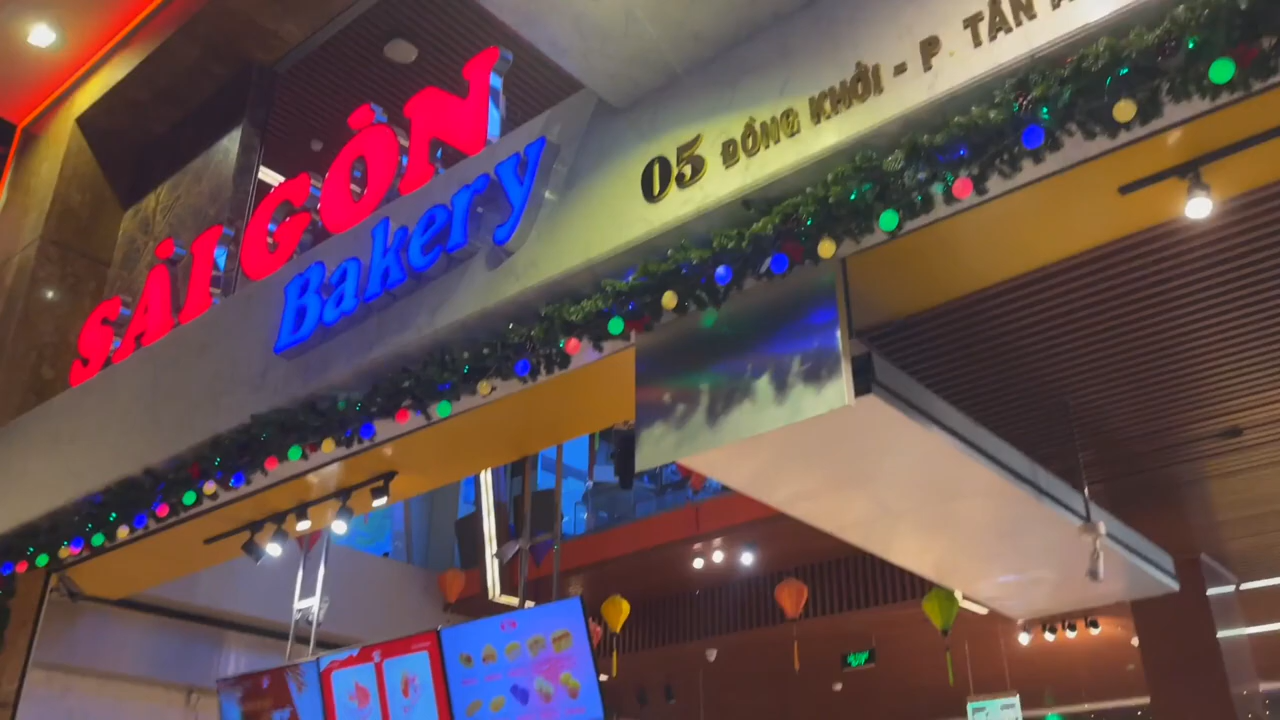 SÀI GÒN
Bakery
05 ĐỒNG KHỞI - P. TÂN